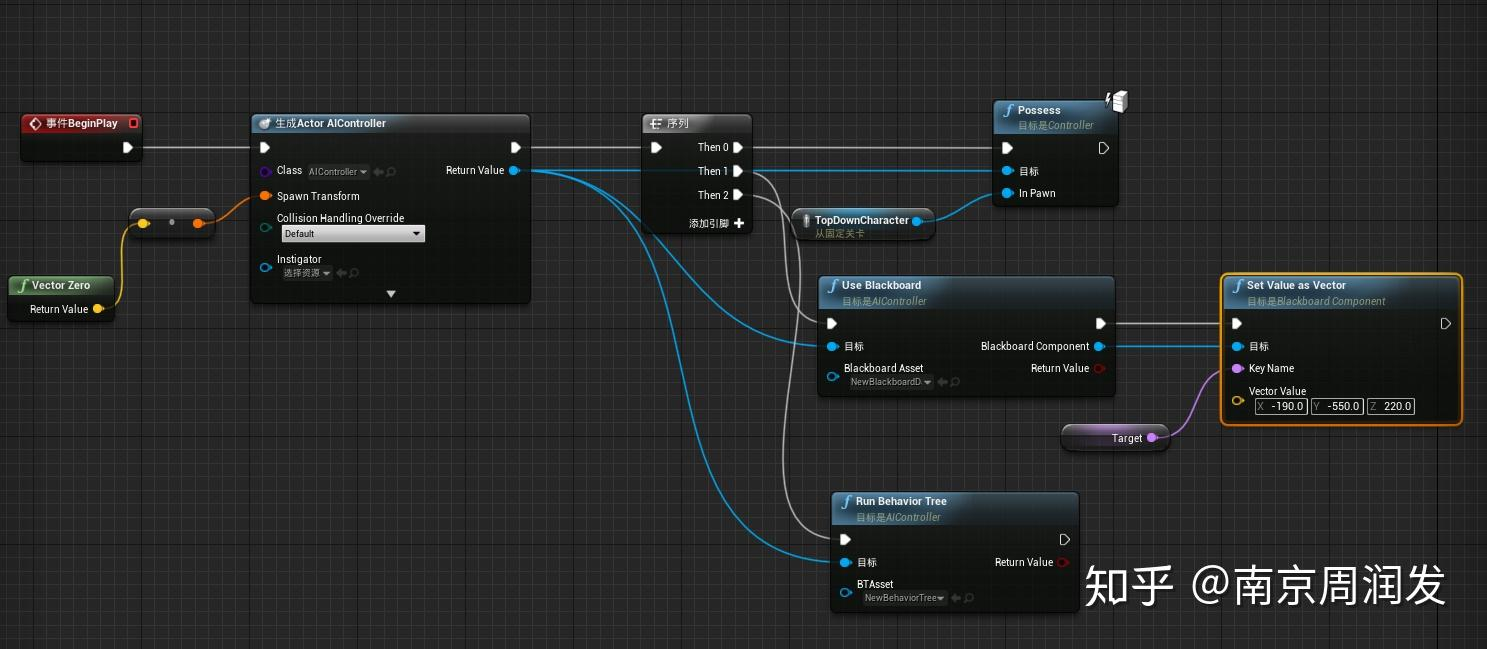 事件BeginPlay
生成Actor AIController
Class
AIController
Return Value
Spawn Transform
Collision Handling Override
Default
Instigator
选择资源
Vector Zero
Return Value
序列
Then 0
Then 1
Then 2
添加引脚
Possess
目标是Controller
目标
In Pawn
TopDownCharacter
从固定关卡
Use Blackboard
目标是AIController
目标
Blackboard Component
Blackboard Asset
Return Value
NewBlackboardD
Set Value as Vector
目标是Blackboard Component
目标
Key Name
Vector Value
X -190.0 Y -550.0 Z 220.0
Target
Run Behavior Tree
目标是AIController
目标
Return Value
BTAsset
NewBehaviorTree
知乎 @南京周润发